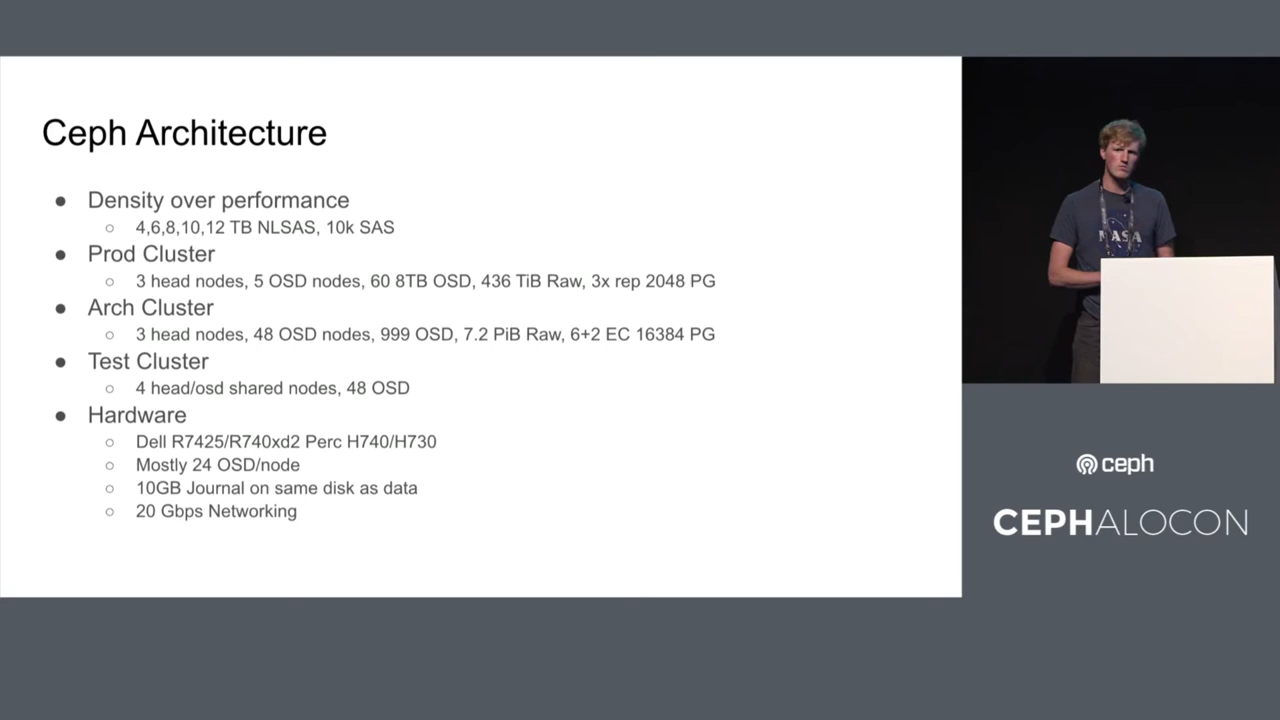 Ceph Architecture
● Density over performance
○ 4,6,8,10,12 TB NLSAS, 10k SAS
● Prod Cluster
○ 3 head nodes, 5 OSD nodes, 60 8TB OSD, 436 TiB Raw, 3x rep 2048 PG
● Arch Cluster
○ 3 head nodes, 48 OSD nodes, 999 OSD, 7.2 PiB Raw, 6+2 EC 16384 PG
● Test Cluster
○ 4 head/osd shared nodes, 48 OSD
● Hardware
○ Dell R7425/R740xd2 Perc H740/H730
○ Mostly 24 OSD/node
○ 10GB Journal on same disk as data
○ 20 Gbps Networking
NASA
ceph
CEPHALOCON